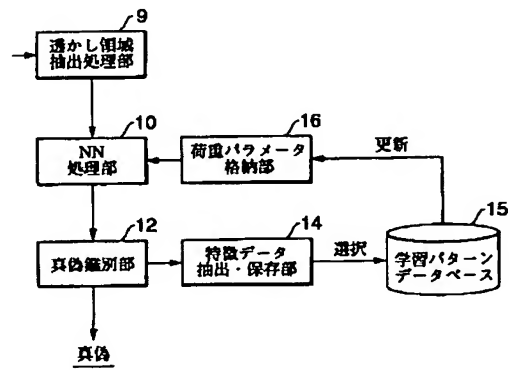 9
透かし領域
抽出処理部
10
16
NN
処理部
荷重パラメータ
格納部
更新
12
14
15
真偽鑑別部
特徴データ
抽出・保存部
選択
学習パターン
データベース
真偽